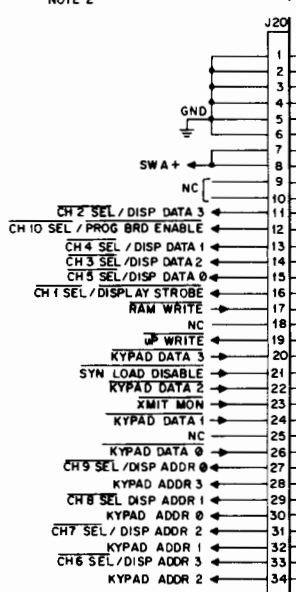 NOTE 2
J20
1
2
3
4
GND 5
6
7
SWA+ 8
9
NC
10
CH 2 SEL / DISP DATA 3 11
CH 10 SEL / PROG BRD ENABLE 12
CH 4 SEL / DISP DATA 1 13
CH 3 SEL / DISP DATA 2 14
CH 5 SEL/DISP DATA 0 15
CH 1 SEL / DISPLAY STROBE 16
RAM WRITE 17
NC 18
uP WRITE 19
KYPAD DATA 3 20
SYN LOAD DISABLE 21
KYPAD DATA 2 22
XMIT MON 23
KYPAD DATA 1 24
NC 25
KYPAD DATA 0 26
CH 9 SEL /DISP ADDR 0 27
KYPAD ADDR 3 28
CH 8 SEL DISP ADDR 1 29
KYPAD ADDR 0 30
CH7 SEL / DISP ADDR 2 31
KYPAD ADDR 1 32
CH6 SEL/DISP ADDR 3 33
KYPAD ADDR 2 34